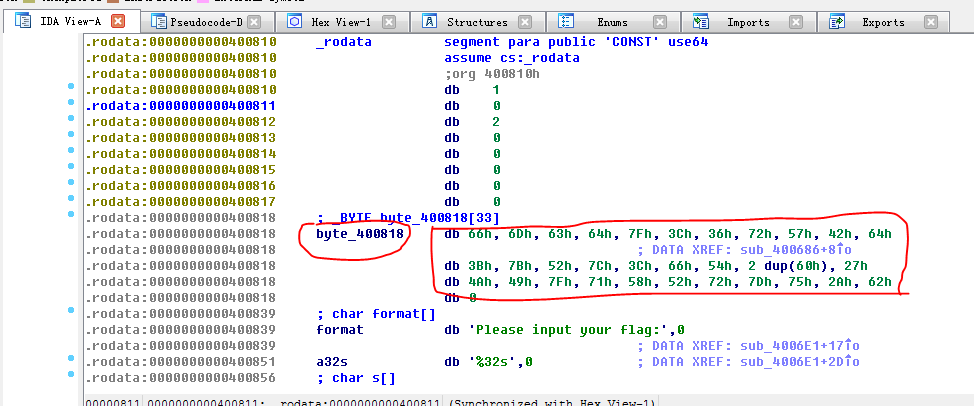 IDA View-A Pseudocode-D Hex View-1 Structures Enums Imports Exports
.rodata:0000000000400810 _rodata segment para public 'CONST' use64
.rodata:0000000000400810 assume cs:_rodata
.rodata:0000000000400810 ;org 400810h
.rodata:0000000000400810 db 1
.rodata:0000000000400811 db 0
.rodata:0000000000400812 db 2
.rodata:0000000000400813 db 0
.rodata:0000000000400814 db 0
.rodata:0000000000400815 db 0
.rodata:0000000000400816 db 0
.rodata:0000000000400817 db 0
.rodata:0000000000400818 ; _BYTE byte_400818[33]
.rodata:0000000000400818 byte_400818 db 66h, 6Dh, 63h, 64h, 7Fh, 3Ch, 36h, 72h, 57h, 42h, 64h
.rodata:0000000000400818 ; DATA XREF: sub_400686+8↑o
.rodata:0000000000400818 db 3Bh, 7Bh, 52h, 7Ch, 3Ch, 66h, 54h, 2 dup(60h), 27h
.rodata:0000000000400818 db 4Ah, 49h, 7Fh, 71h, 58h, 52h, 72h, 7Dh, 75h, 2Ah, 62h
.rodata:0000000000400818 db 0
.rodata:0000000000400839 ; char format[]
.rodata:0000000000400839 format db 'Please input your flag:',0
.rodata:0000000000400839 ; DATA XREF: sub_4006E1+17↑o
.rodata:0000000000400851 a32s db '%32s',0 ; DATA XREF: sub_4006E1+2D↑o
.rodata:0000000000400856 ; char s[]
00000811 0000000000400811: .rodata:0000000000400811 (Synchronized with Hex View-1)